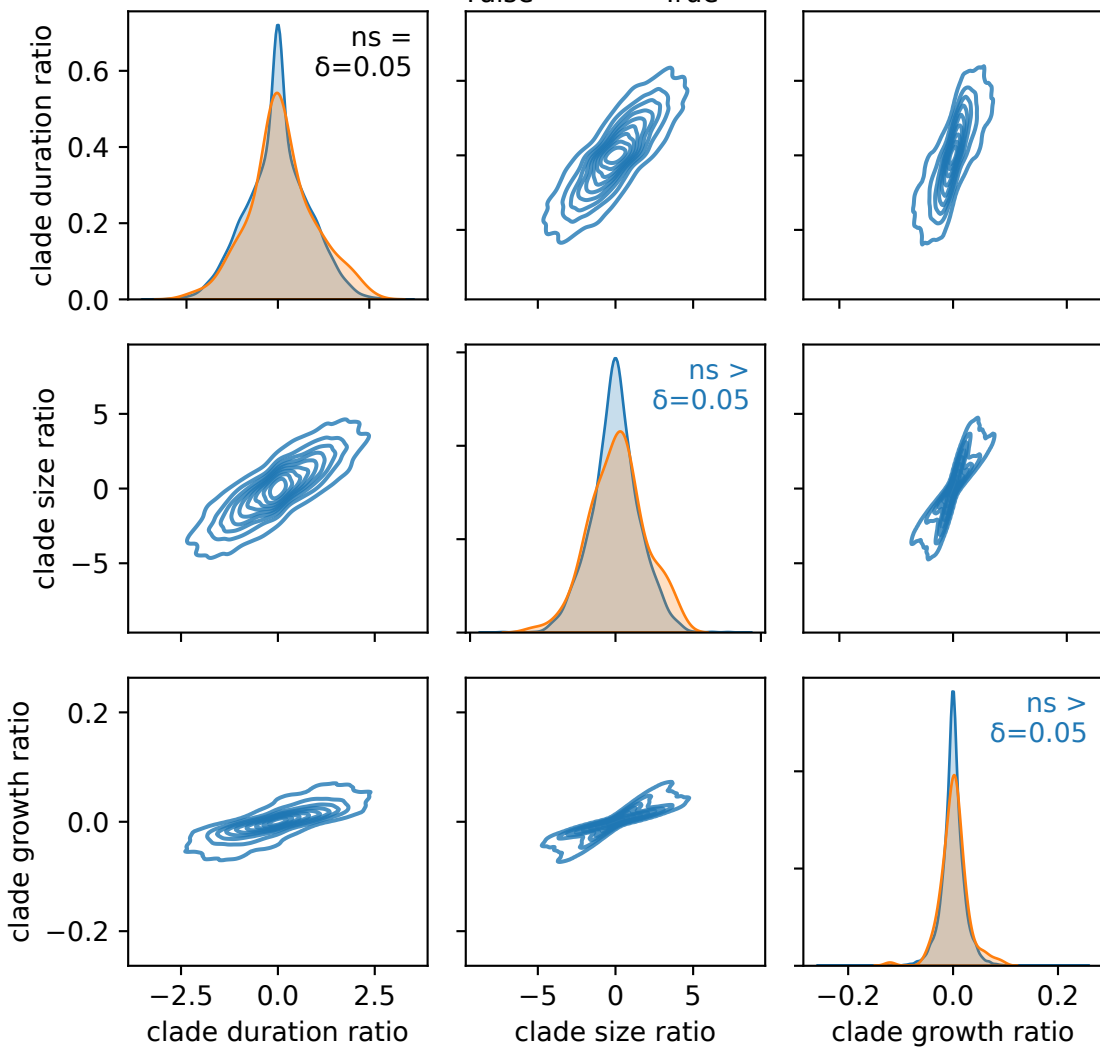 clade duration ratio
0.6
0.4
0.2
0.0
ns =
δ=0.05
clade size ratio
5
0
−5
ns >
δ=0.05
clade growth ratio
0.2
0.0
−0.2
ns >
δ=0.05
−2.5 0.0 2.5
−5 0 5
−0.2 0.0 0.2
clade duration ratio
clade size ratio
clade growth ratio